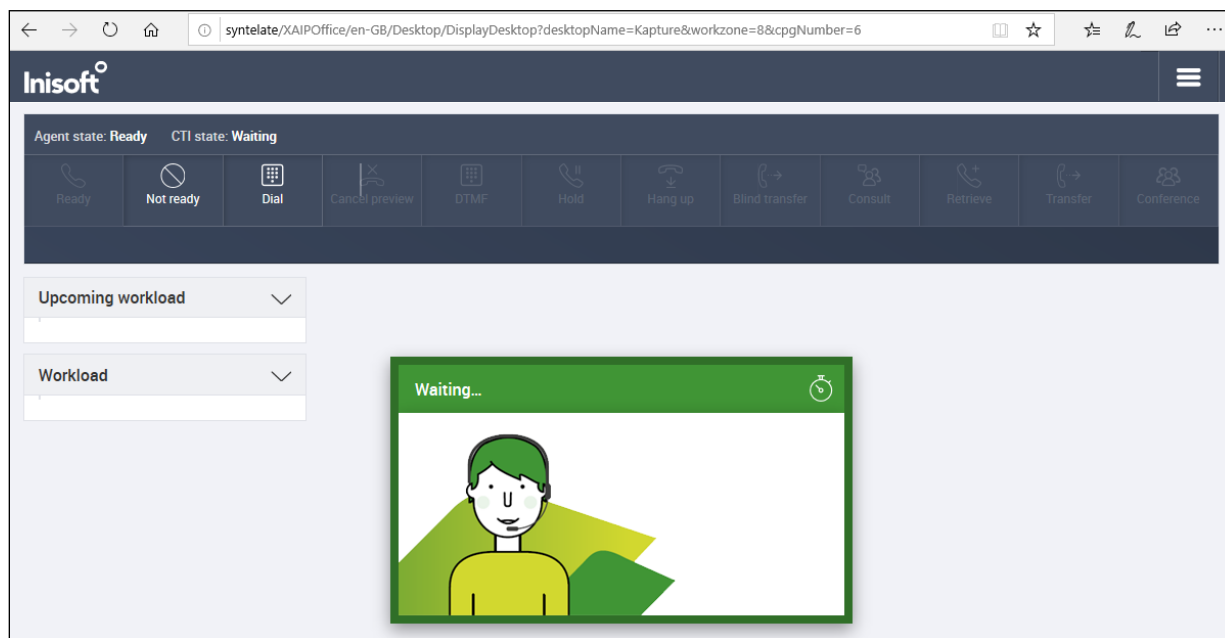 syntelate/XAIPOffice/en-GB/Desktop/DisplayDesktop?desktopName=Kapture&workzone=8&cpgNumber=6
Inisoft
Agent state: Ready CTI state: Waiting
Ready Not ready Dial Cancel preview DTMF Hold Hang up Blind transfer Consult Retrieve Transfer Conference
Upcoming workload
Workload
Waiting...